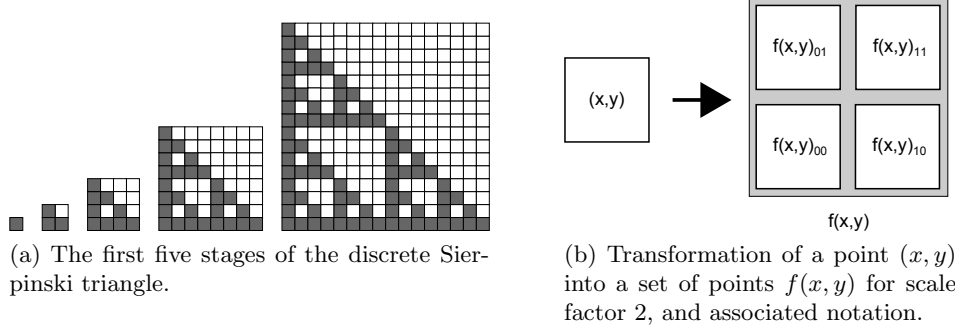 (x,y)
f(x,y)01
f(x,y)11
f(x,y)00
f(x,y)10
f(x,y)
(a) The first five stages of the discrete Sier-
pinski triangle.
(b) Transformation of a point (x, y)
into a set of points f(x, y) for scale
factor 2, and associated notation.